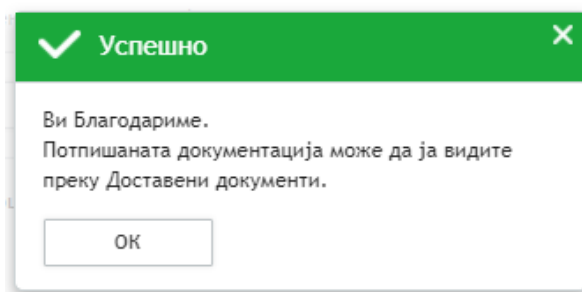 Успешно
Ви Благодариме.
Потпишаната документација може да ја видите
преку Доставени документи.
ОК